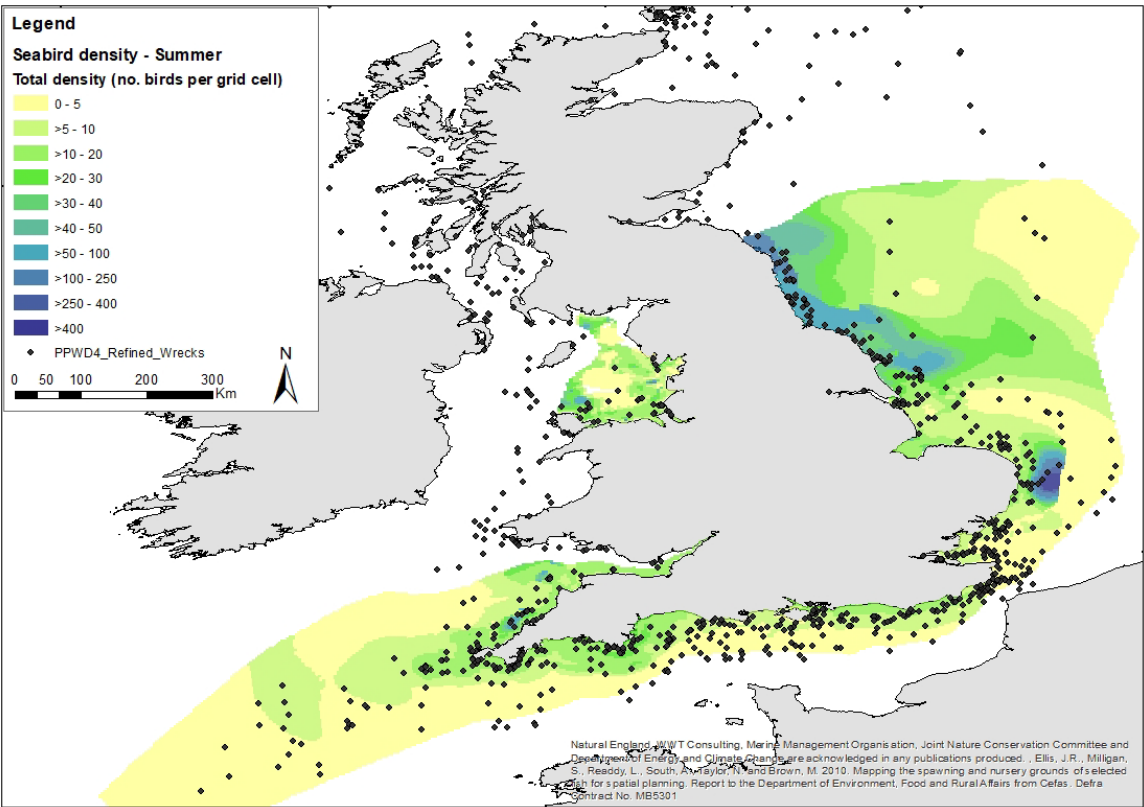 Legend
Seabird density - Summer
Total density (no. birds per grid cell)
0 - 5
>5 - 10
>10 - 20
>20 - 30
>30 - 40
>40 - 50
>50 - 100
>100 - 250
>250 - 400
>400
PPWD4_Refined_Wrecks
N
0 50 100 200 300
Km
Natural England, WWT Consulting, Marine Management Organisation, Joint Nature Conservation Committee and
Department of Energy and Climate Change are acknowledged in any publications produced. , Ellis, J.R., Milligan,
S., Readdy, L., South, A., Taylor, N. and Brown, M. 2010. Mapping the spawning and nursery grounds of selected
fish for spatial planning. Report to the Department of Environment, Food and Rural Affairs from Cefas. Defra
Contract No. MB5301